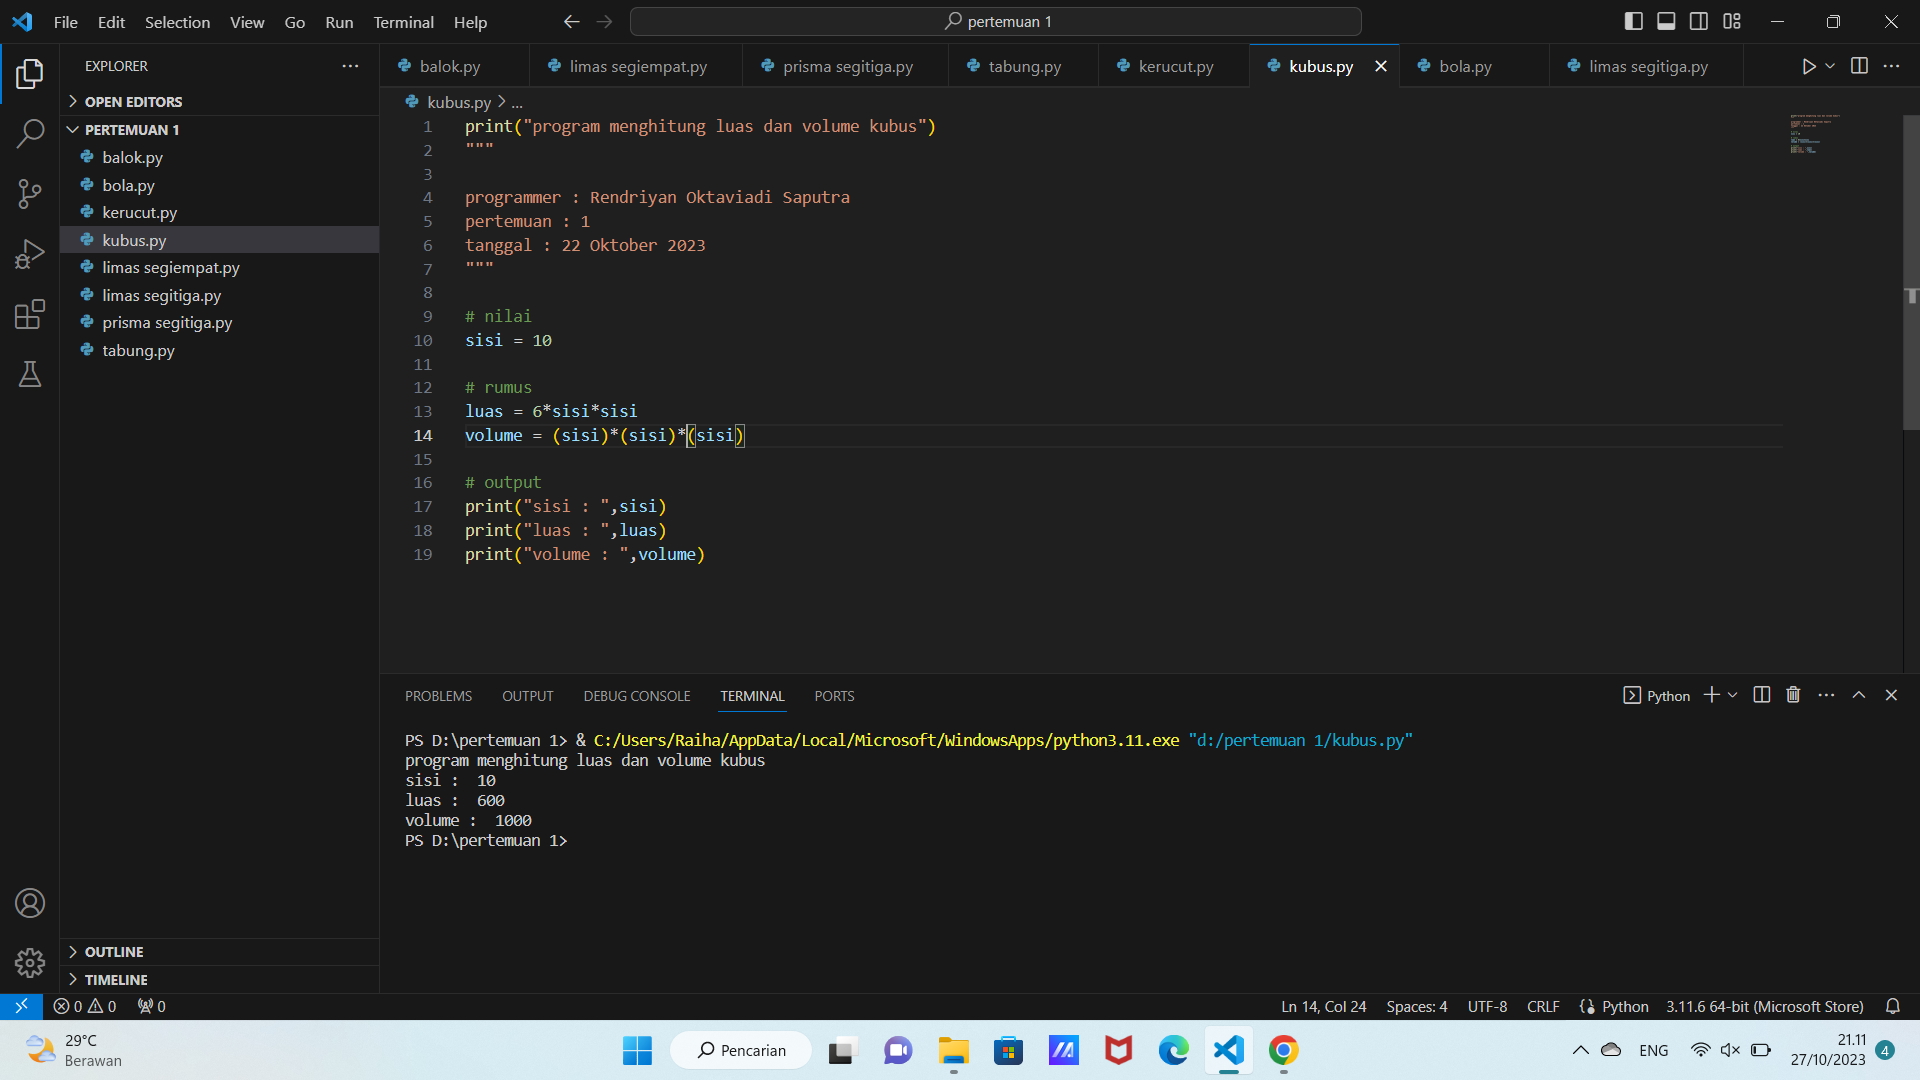 File Edit Selection View Go Run Terminal Help
pertemuan 1
EXPLORER
OPEN EDITORS
PERTEMUAN 1
balok.py
bola.py
kerucut.py
kubus.py
limas segiempat.py
limas segitiga.py
prisma segitiga.py
tabung.py
OUTLINE
TIMELINE
balok.py limas segiempat.py prisma segitiga.py tabung.py kerucut.py kubus.py bola.py limas segitiga.py
kubus.py > ...
1 print("program menghitung luas dan volume kubus")
2 """
3
4 programmer : Rendriyan Oktaviadi Saputra
5 pertemuan : 1
6 tanggal : 22 Oktober 2023
7 """
8
9 # nilai
10 sisi = 10
11
12 # rumus
13 luas = 6*sisi*sisi
14 volume = (sisi)*(sisi)*(sisi)
15
16 # output
17 print("sisi : ",sisi)
18 print("luas : ",luas)
19 print("volume : ",volume)
PROBLEMS OUTPUT DEBUG CONSOLE TERMINAL PORTS
Python
PS D:\pertemuan 1> & C:/Users/Raiha/AppData/Local/Microsoft/WindowsApps/python3.11.exe "d:/pertemuan 1/kubus.py"
program menghitung luas dan volume kubus
sisi :  10
luas :  600
volume :  1000
PS D:\pertemuan 1>
0 0 0
Ln 14, Col 24 Spaces: 4 UTF-8 CRLF Python 3.11.6 64-bit (Microsoft Store)
29°C
Berawan
Pencarian
ENG
21.11
27/10/2023
4